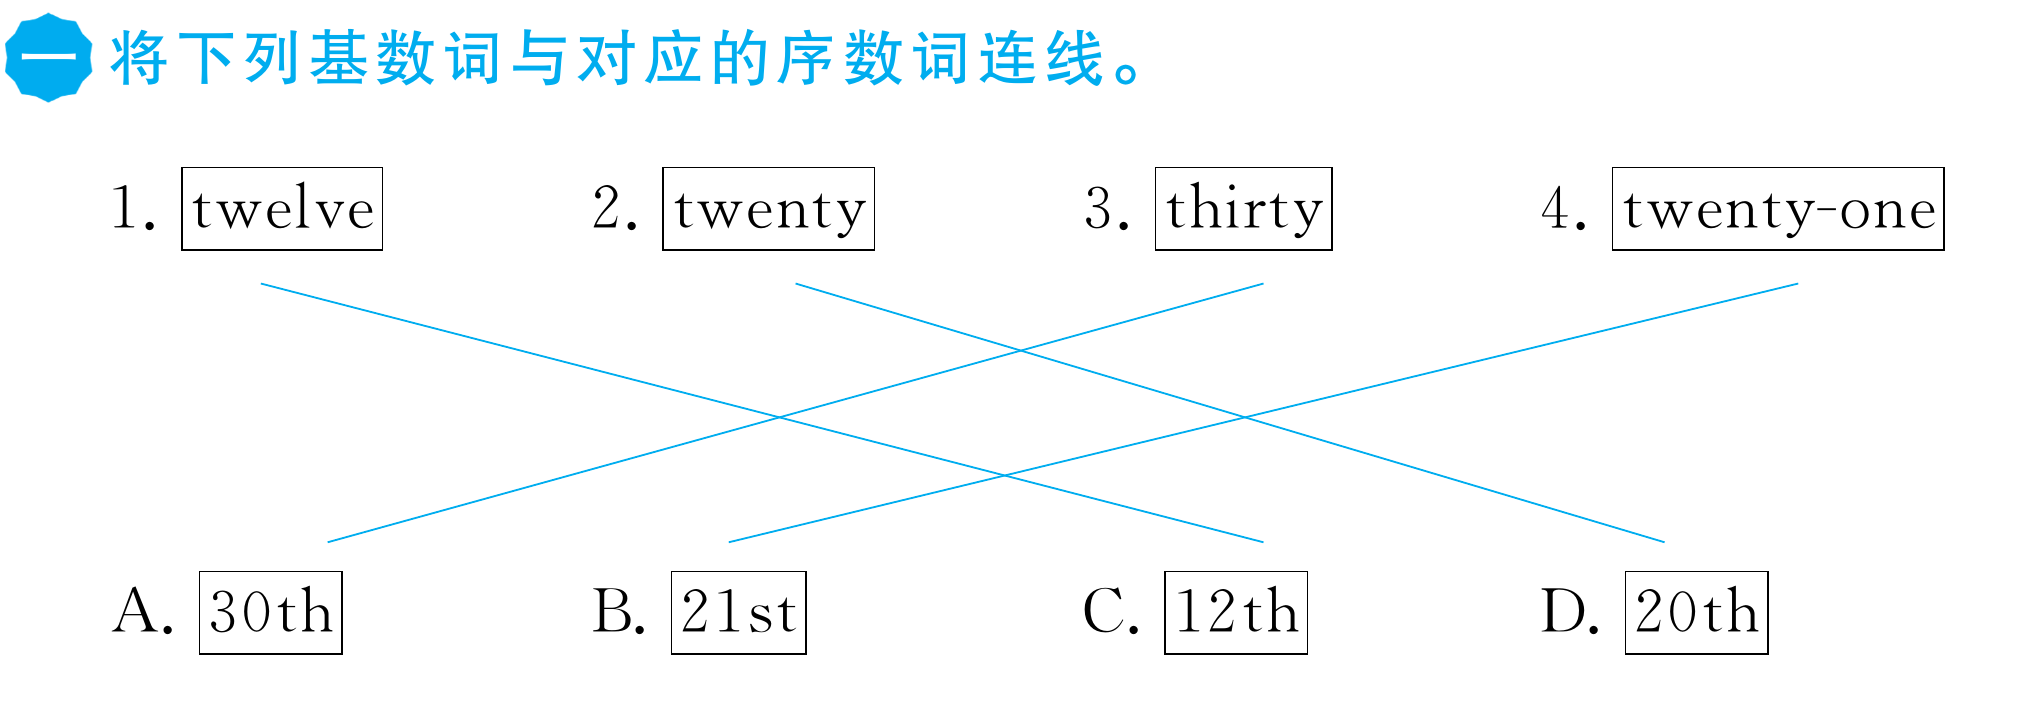 一 将下列基数词与对应的序数词连线。
1. twelve 2. twenty 3. thirty 4. twenty-one
A. 30th B. 21st C. 12th D. 20th